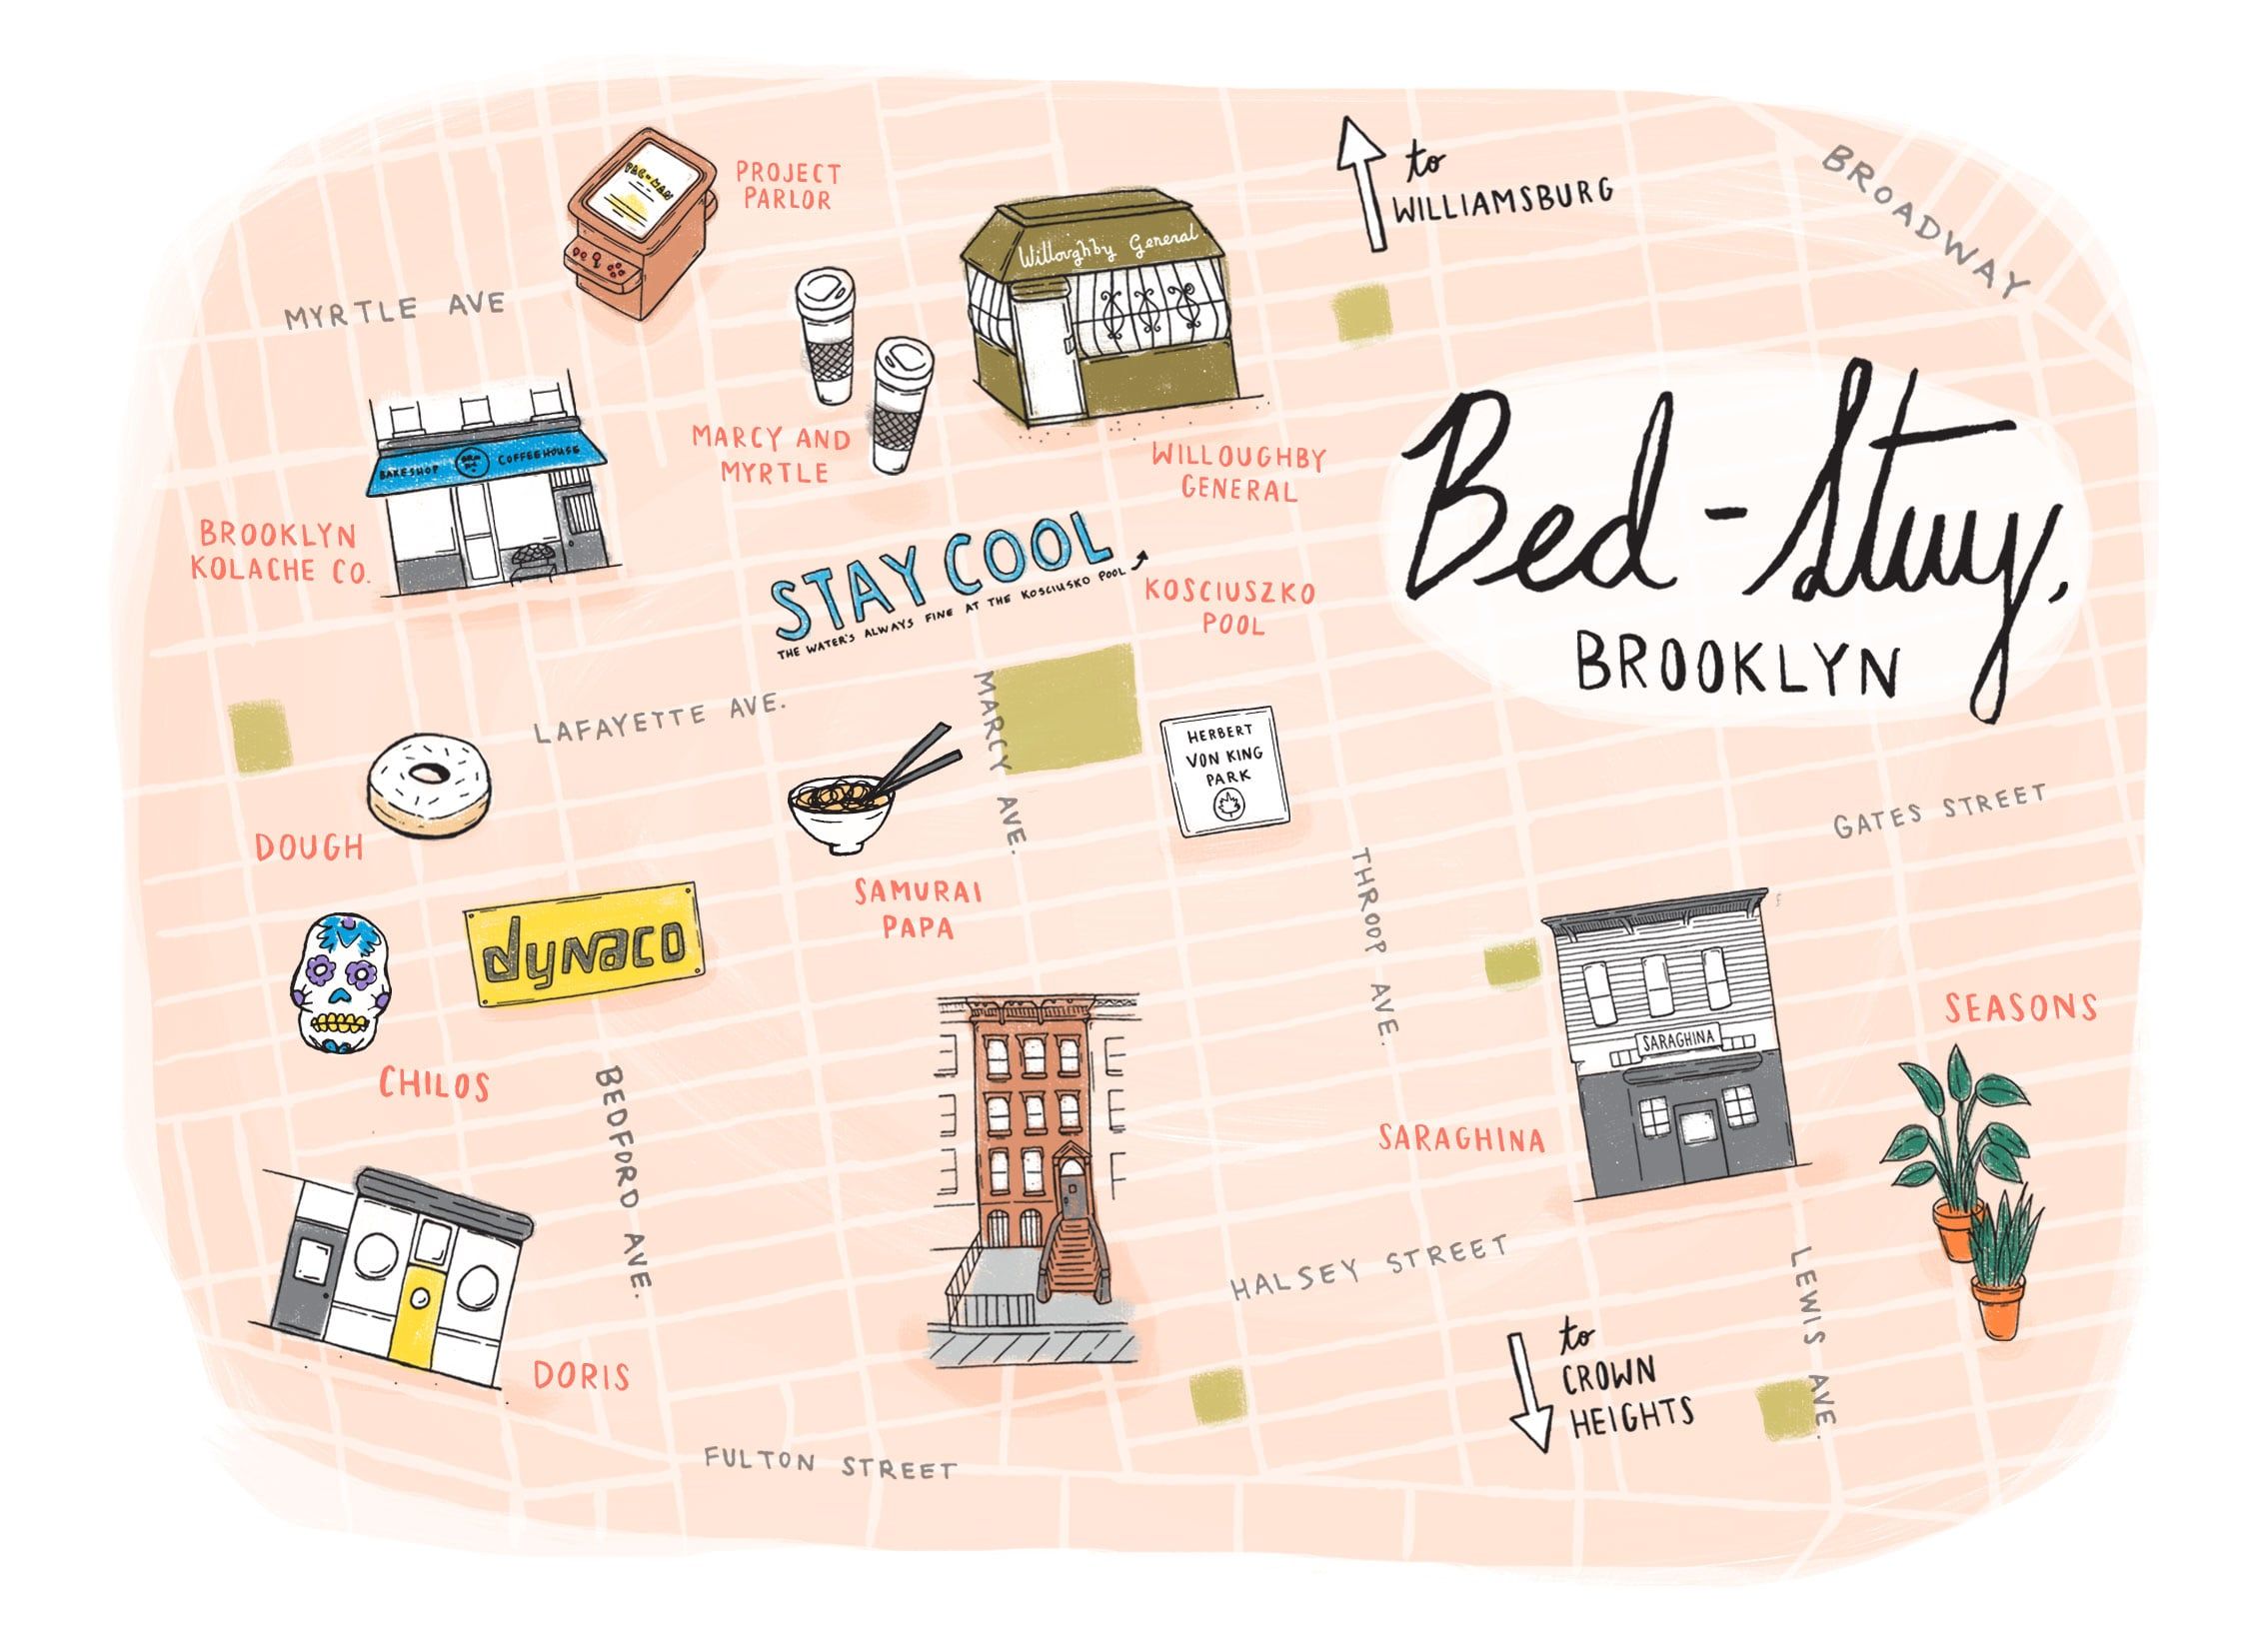 PROJECT
PARLOR
PAC-MAN
to
WILLIAMSBURG
BROADWAY
Willoughby General
MYRTLE AVE
MARCY AND
MYRTLE
WILLOUGHBY
GENERAL
BAKESHOP
COFFEEHOUSE
BROOKLYN
KOLACHE CO.
Bed-Stuy,
BROOKLYN
STAY COOL
THE WATER'S ALWAYS FINE AT THE KOSCIUSKO POOL
KOSCIUSZKO
POOL
LAFAYETTE AVE.
MARCY AVE.
HERBERT
VON KING
PARK
DOUGH
GATES STREET
SAMURAI
PAPA
THROOP AVE.
dynaco
CHILOS
SARAGHINA
SEASONS
SARAGHINA
BEDFORD AVE.
HALSEY STREET
LEWIS AVE.
DORIS
to
CROWN
HEIGHTS
FULTON STREET